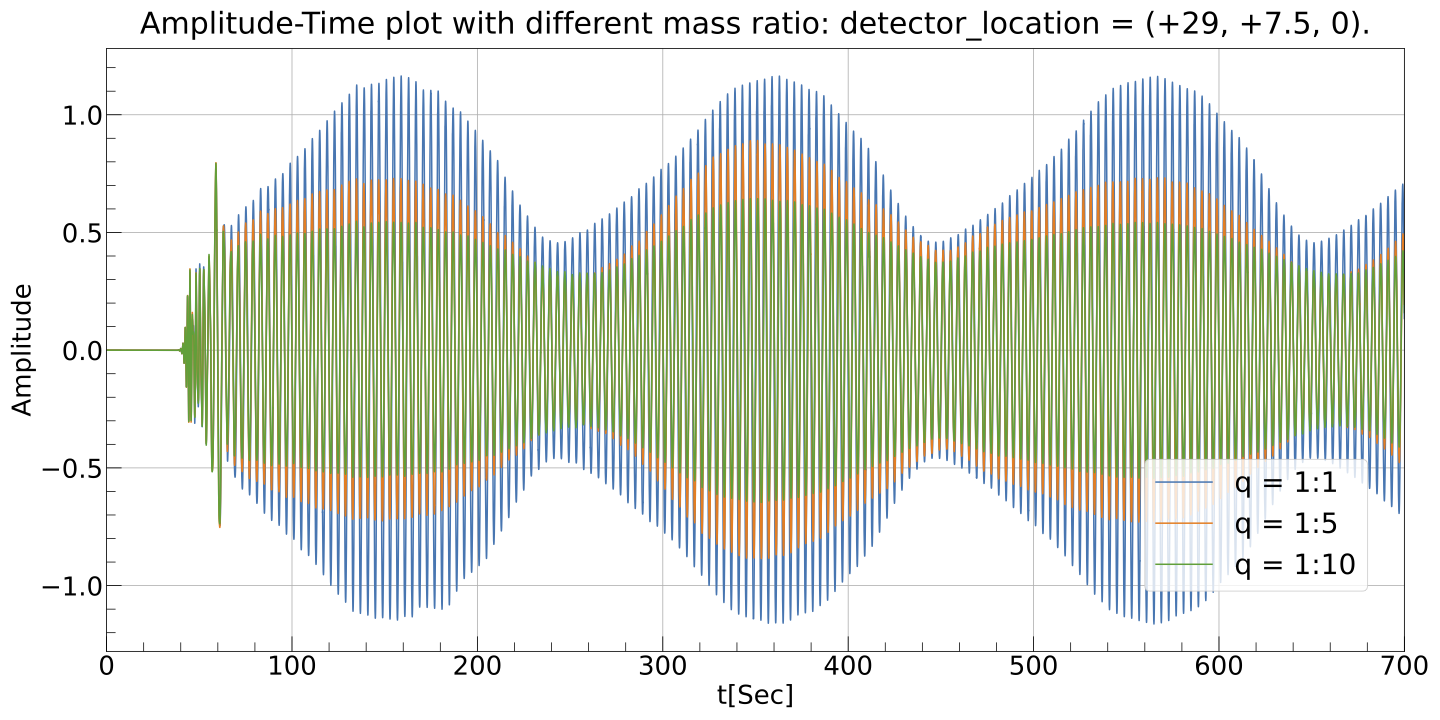 Amplitude-Time plot with different mass ratio: detector_location = (+29, +7.5, 0).
Amplitude
1.0
0.5
0.0
−0.5
−1.0
q = 1:1
q = 1:5
q = 1:10
0 100 200 300 400 500 600 700
t[Sec]